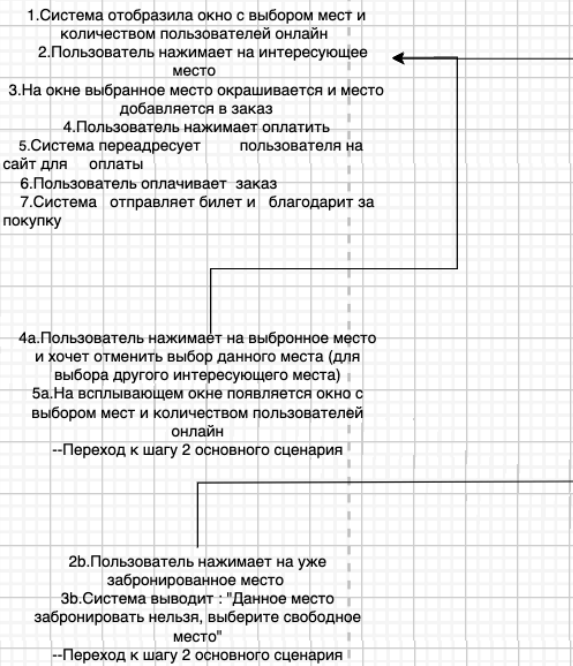 1.Система отобразила окно с выбором мест и
количеством пользователей онлайн
2.Пользователь нажимает на интересующее
место
3.На окне выбранное место окрашивается и место
добавляется в заказ
4.Пользователь нажимает оплатить
5.Система переадресует пользователя на
сайт для оплаты
6.Пользователь оплачивает заказ
7.Система отправляет билет и благодарит за
покупку
4a.Пользователь нажимает на выбронное место
и хочет отменить выбор данного места (для
выбора другого интересующего места)
5a.На всплывающем окне появляется окно с
выбором мест и количеством пользователей
онлайн
--Переход к шагу 2 основного сценария
2b.Пользователь нажимает на уже
забронированное место
3b.Система выводит : "Данное место
забронировать нельзя, выберите свободное
место"
--Переход к шагу 2 основного сценария